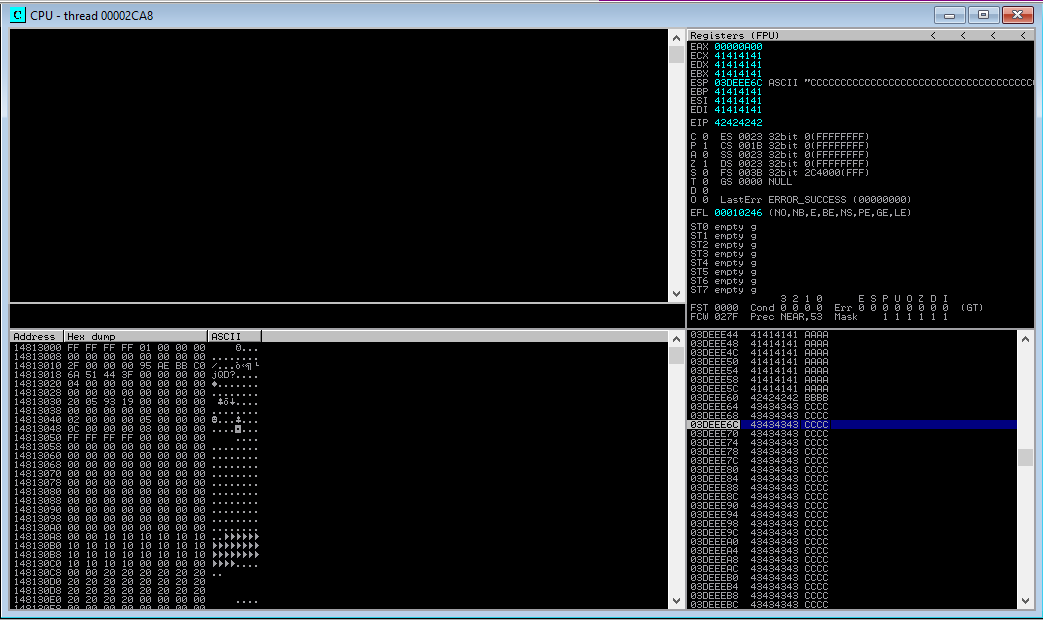 C CPU - thread 00002CA8
Registers (FPU) < < < <
EAX 00000A00
ECX 41414141
EDX 41414141
EBX 41414141
ESP 03DEEE6C ASCII "CCCCCCCCCCCCCCCCCCCCCCCCCCCCCCCCCCCCC
EBP 41414141
ESI 41414141
EDI 41414141
EIP 42424242
C 0 ES 0023 32bit 0(FFFFFFFF)
P 1 CS 001B 32bit 0(FFFFFFFF)
A 0 SS 0023 32bit 0(FFFFFFFF)
Z 1 DS 0023 32bit 0(FFFFFFFF)
S 0 FS 003B 32bit 2C4000(FFF)
T 0 GS 0000 NULL
D 0
O 0 LastErr ERROR_SUCCESS (00000000)
EFL 00010246 (NO,NB,E,BE,NS,PE,GE,LE)
ST0 empty g
ST1 empty g
ST2 empty g
ST3 empty g
ST4 empty g
ST5 empty g
ST6 empty g
ST7 empty g
3 2 1 0 E S P U O Z D I
FST 0000 Cond 0 0 0 0 Err 0 0 0 0 0 0 0 0 (GT)
FCW 027F Prec NEAR,53 Mask 1 1 1 1 1 1
Address Hex dump ASCII
14813000 FF FF FF FF 01 00 00 00
14813008 00 00 00 00 00 00 00 00 ........
14813010 2F 00 00 00 95 AE BB C0
14813018 6A 51 44 3F 00 00 00 00 jQD?....
14813020 04 00 00 00 00 00 00 00 ♦.......
14813028 00 00 00 00 00 00 00 00 ........
14813030 20 05 93 19 00 00 00 00
14813038 00 00 00 00 00 00 00 00 ........
14813040 02 00 00 00 05 00 00 00 ☻...♣...
14813048 0C 00 00 00 08 00 00 00
14813050 FF FF FF FF 00 00 00 00 ....
14813058 00 00 00 00 00 00 00 00 ........
14813060 00 00 00 00 00 00 00 00 ........
14813068 00 00 00 00 00 00 00 00 ........
14813070 00 00 00 00 00 00 00 00 ........
14813078 00 00 00 00 00 00 00 00 ........
14813080 00 00 00 00 00 00 00 00 ........
14813088 00 00 00 00 00 00 00 00 ........
14813090 00 00 00 00 00 00 00 00 ........
14813098 00 00 00 00 00 00 00 00 ........
148130A0 00 00 00 00 00 00 00 00 ........
148130A8 00 00 10 10 10 10 10 10 ..►►►►►►
148130B0 10 10 10 10 10 10 10 10 ►►►►►►►►
148130B8 10 10 10 10 10 10 10 10 ►►►►►►►►
148130C0 10 10 10 10 00 00 00 00 ►►►►....
148130C8 00 00 20 20 20 20 20 20 ..
148130D0 20 20 20 20 20 20 20 20
148130D8 20 20 20 20 20 20 20 20
148130E0 20 20 20 20 00 00 00 00 ....
03DEEE44 41414141 AAAA
03DEEE48 41414141 AAAA
03DEEE4C 41414141 AAAA
03DEEE50 41414141 AAAA
03DEEE54 41414141 AAAA
03DEEE58 41414141 AAAA
03DEEE5C 41414141 AAAA
03DEEE60 42424242 BBBB
03DEEE64 43434343 CCCC
03DEEE68 43434343 CCCC
03DEEE6C 43434343 CCCC
03DEEE70 43434343 CCCC
03DEEE74 43434343 CCCC
03DEEE78 43434343 CCCC
03DEEE7C 43434343 CCCC
03DEEE80 43434343 CCCC
03DEEE84 43434343 CCCC
03DEEE88 43434343 CCCC
03DEEE8C 43434343 CCCC
03DEEE90 43434343 CCCC
03DEEE94 43434343 CCCC
03DEEE98 43434343 CCCC
03DEEE9C 43434343 CCCC
03DEEEA0 43434343 CCCC
03DEEEA4 43434343 CCCC
03DEEEA8 43434343 CCCC
03DEEEAC 43434343 CCCC
03DEEEB0 43434343 CCCC
03DEEEB4 43434343 CCCC
03DEEEB8 43434343 CCCC
03DEEEBC 43434343 CCCC